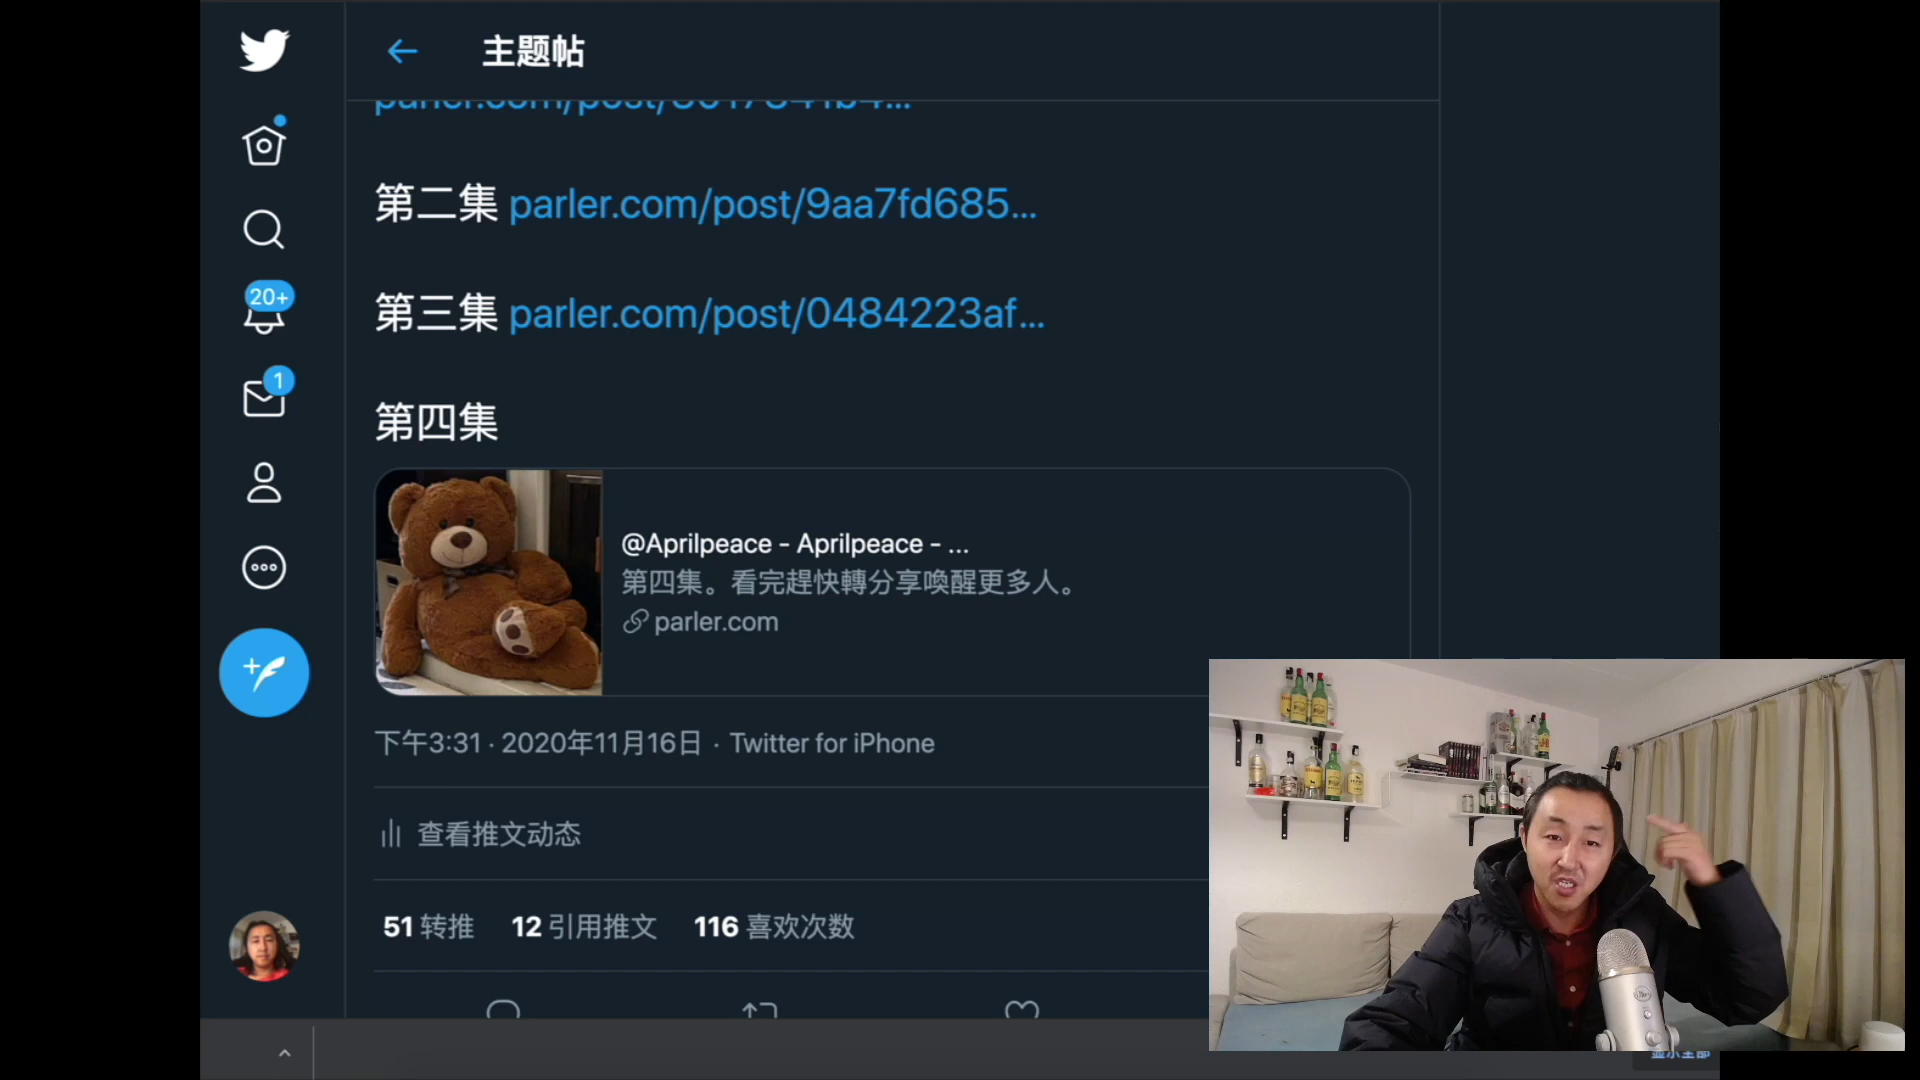 主题帖
第二集 parler.com/post/9aa7fd685...
第三集 parler.com/post/0484223af...
第四集
@Aprilpeace - Aprilpeace - ...
第四集。看完趕快轉分享喚醒更多人。
parler.com
下午3:31 · 2020年11月16日 · Twitter for iPhone
查看推文动态
51 转推 12 引用推文 116 喜欢次数
20+
1